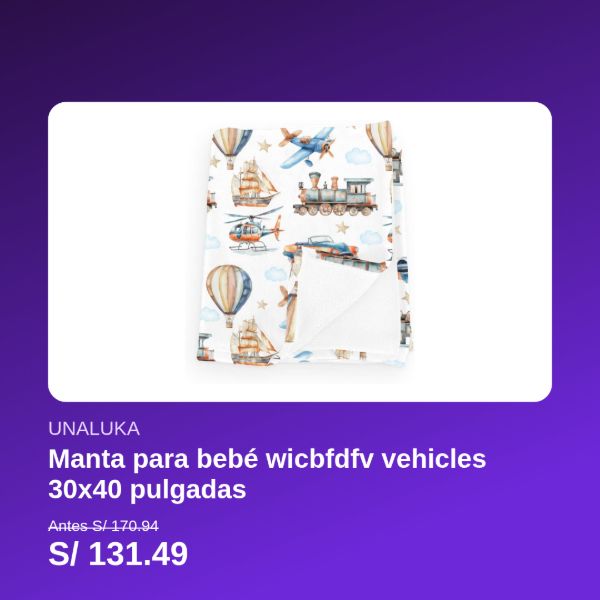 UNALUKA
Manta para bebé wicbfdfv vehicles
30x40 pulgadas
Antes S/ 170.94
S/ 131.49